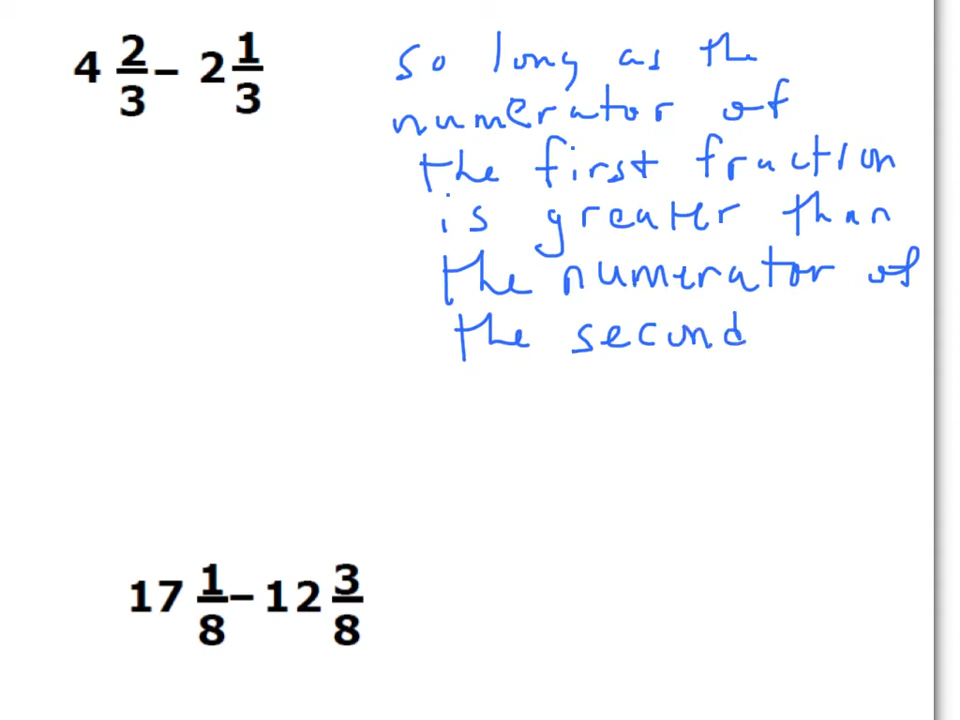 4 2/3 – 2 1/3
so long as the
numerator of
the first fraction
is greater than
the numerator of
the second
17 1/8 – 12 3/8